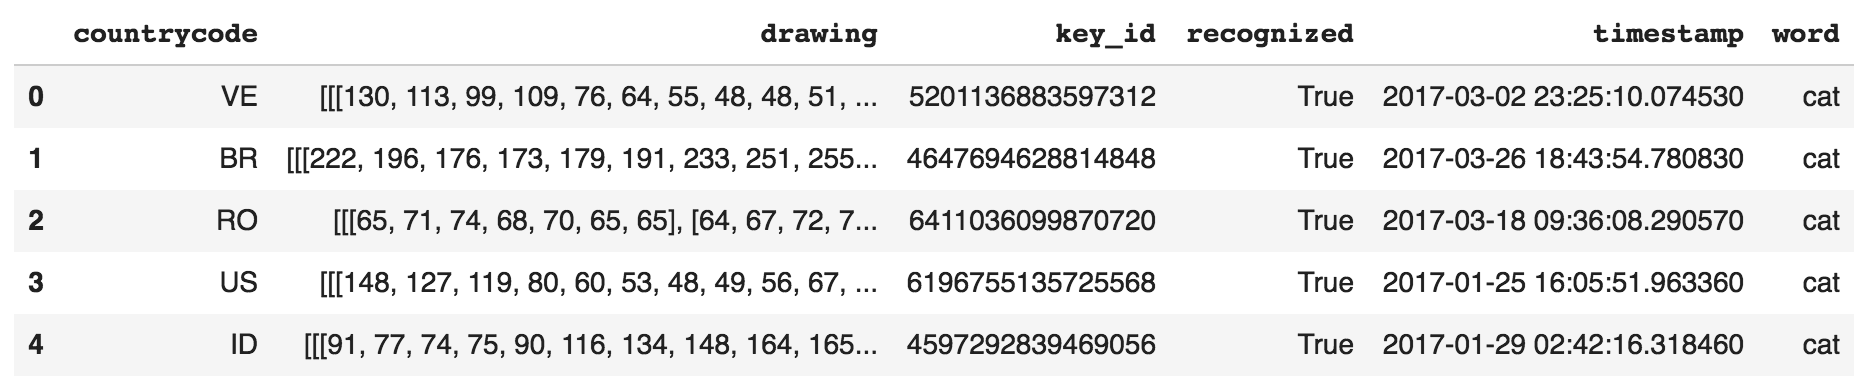 countrycode drawing key_id recognized timestamp word
0 VE [[[130, 113, 99, 109, 76, 64, 55, 48, 48, 51, ... 5201136883597312 True 2017-03-02 23:25:10.074530 cat
1 BR [[[222, 196, 176, 173, 179, 191, 233, 251, 255... 4647694628814848 True 2017-03-26 18:43:54.780830 cat
2 RO [[[65, 71, 74, 68, 70, 65, 65], [64, 67, 72, 7... 6411036099870720 True 2017-03-18 09:36:08.290570 cat
3 US [[[148, 127, 119, 80, 60, 53, 48, 49, 56, 67, ... 6196755135725568 True 2017-01-25 16:05:51.963360 cat
4 ID [[[91, 77, 74, 75, 90, 116, 134, 148, 164, 165... 4597292839469056 True 2017-01-29 02:42:16.318460 cat